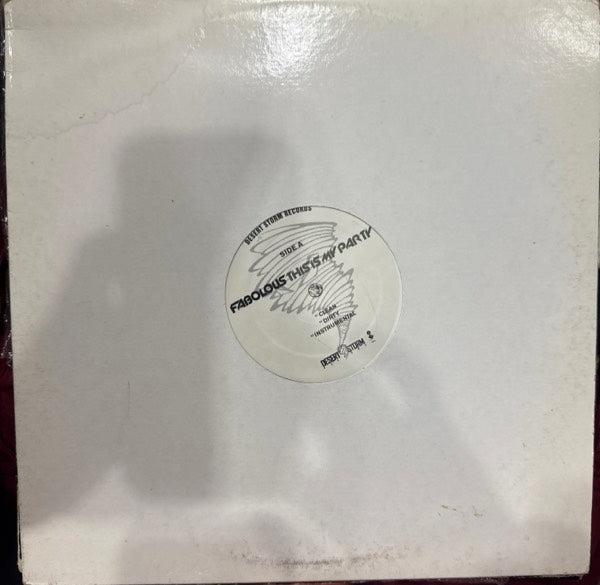 DESERT STORM RECORDS
SIDE A
FABOLOUS THIS IS MY PARTY
"CLEAN
"DIRTY
"INSTRUMENTAL
DESERT STORM